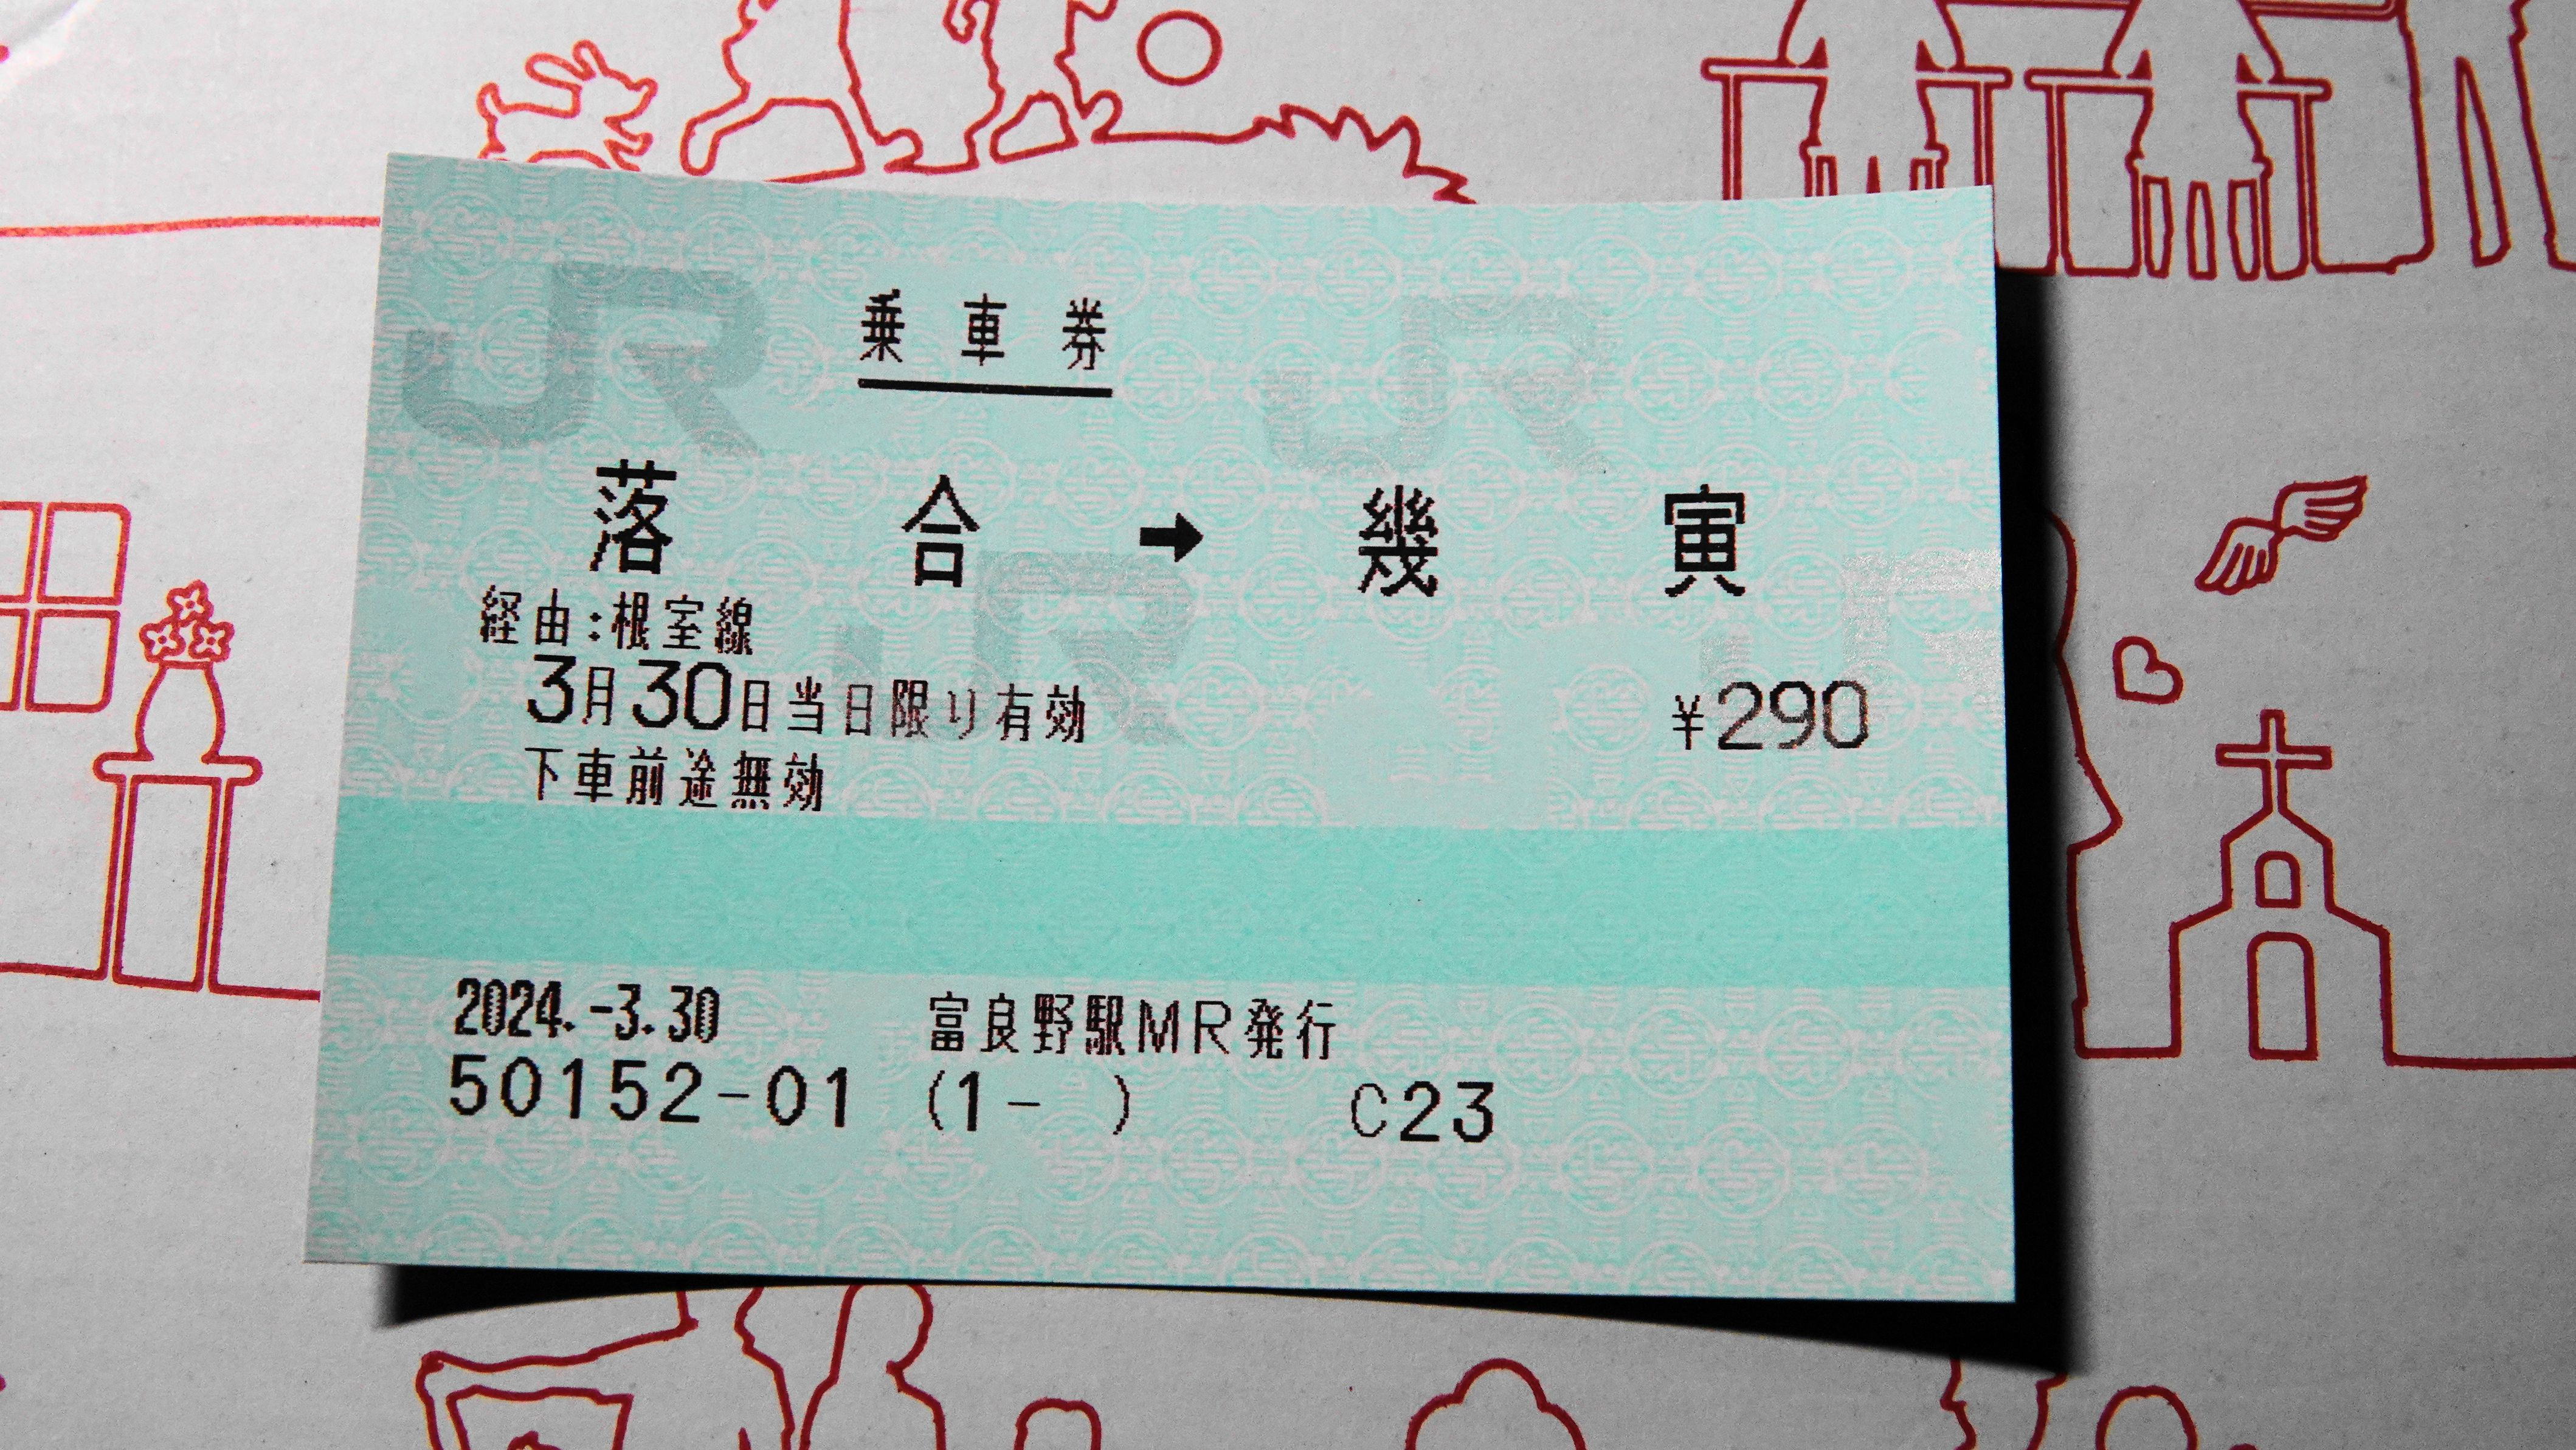 乗車券
落合→幾寅
経由:根室線
3月30日当日限り有効 ¥290
下車前途無効
2024.-3.30 富良野駅MR発行
50152-01 (1- ) C23
JR JR
JR